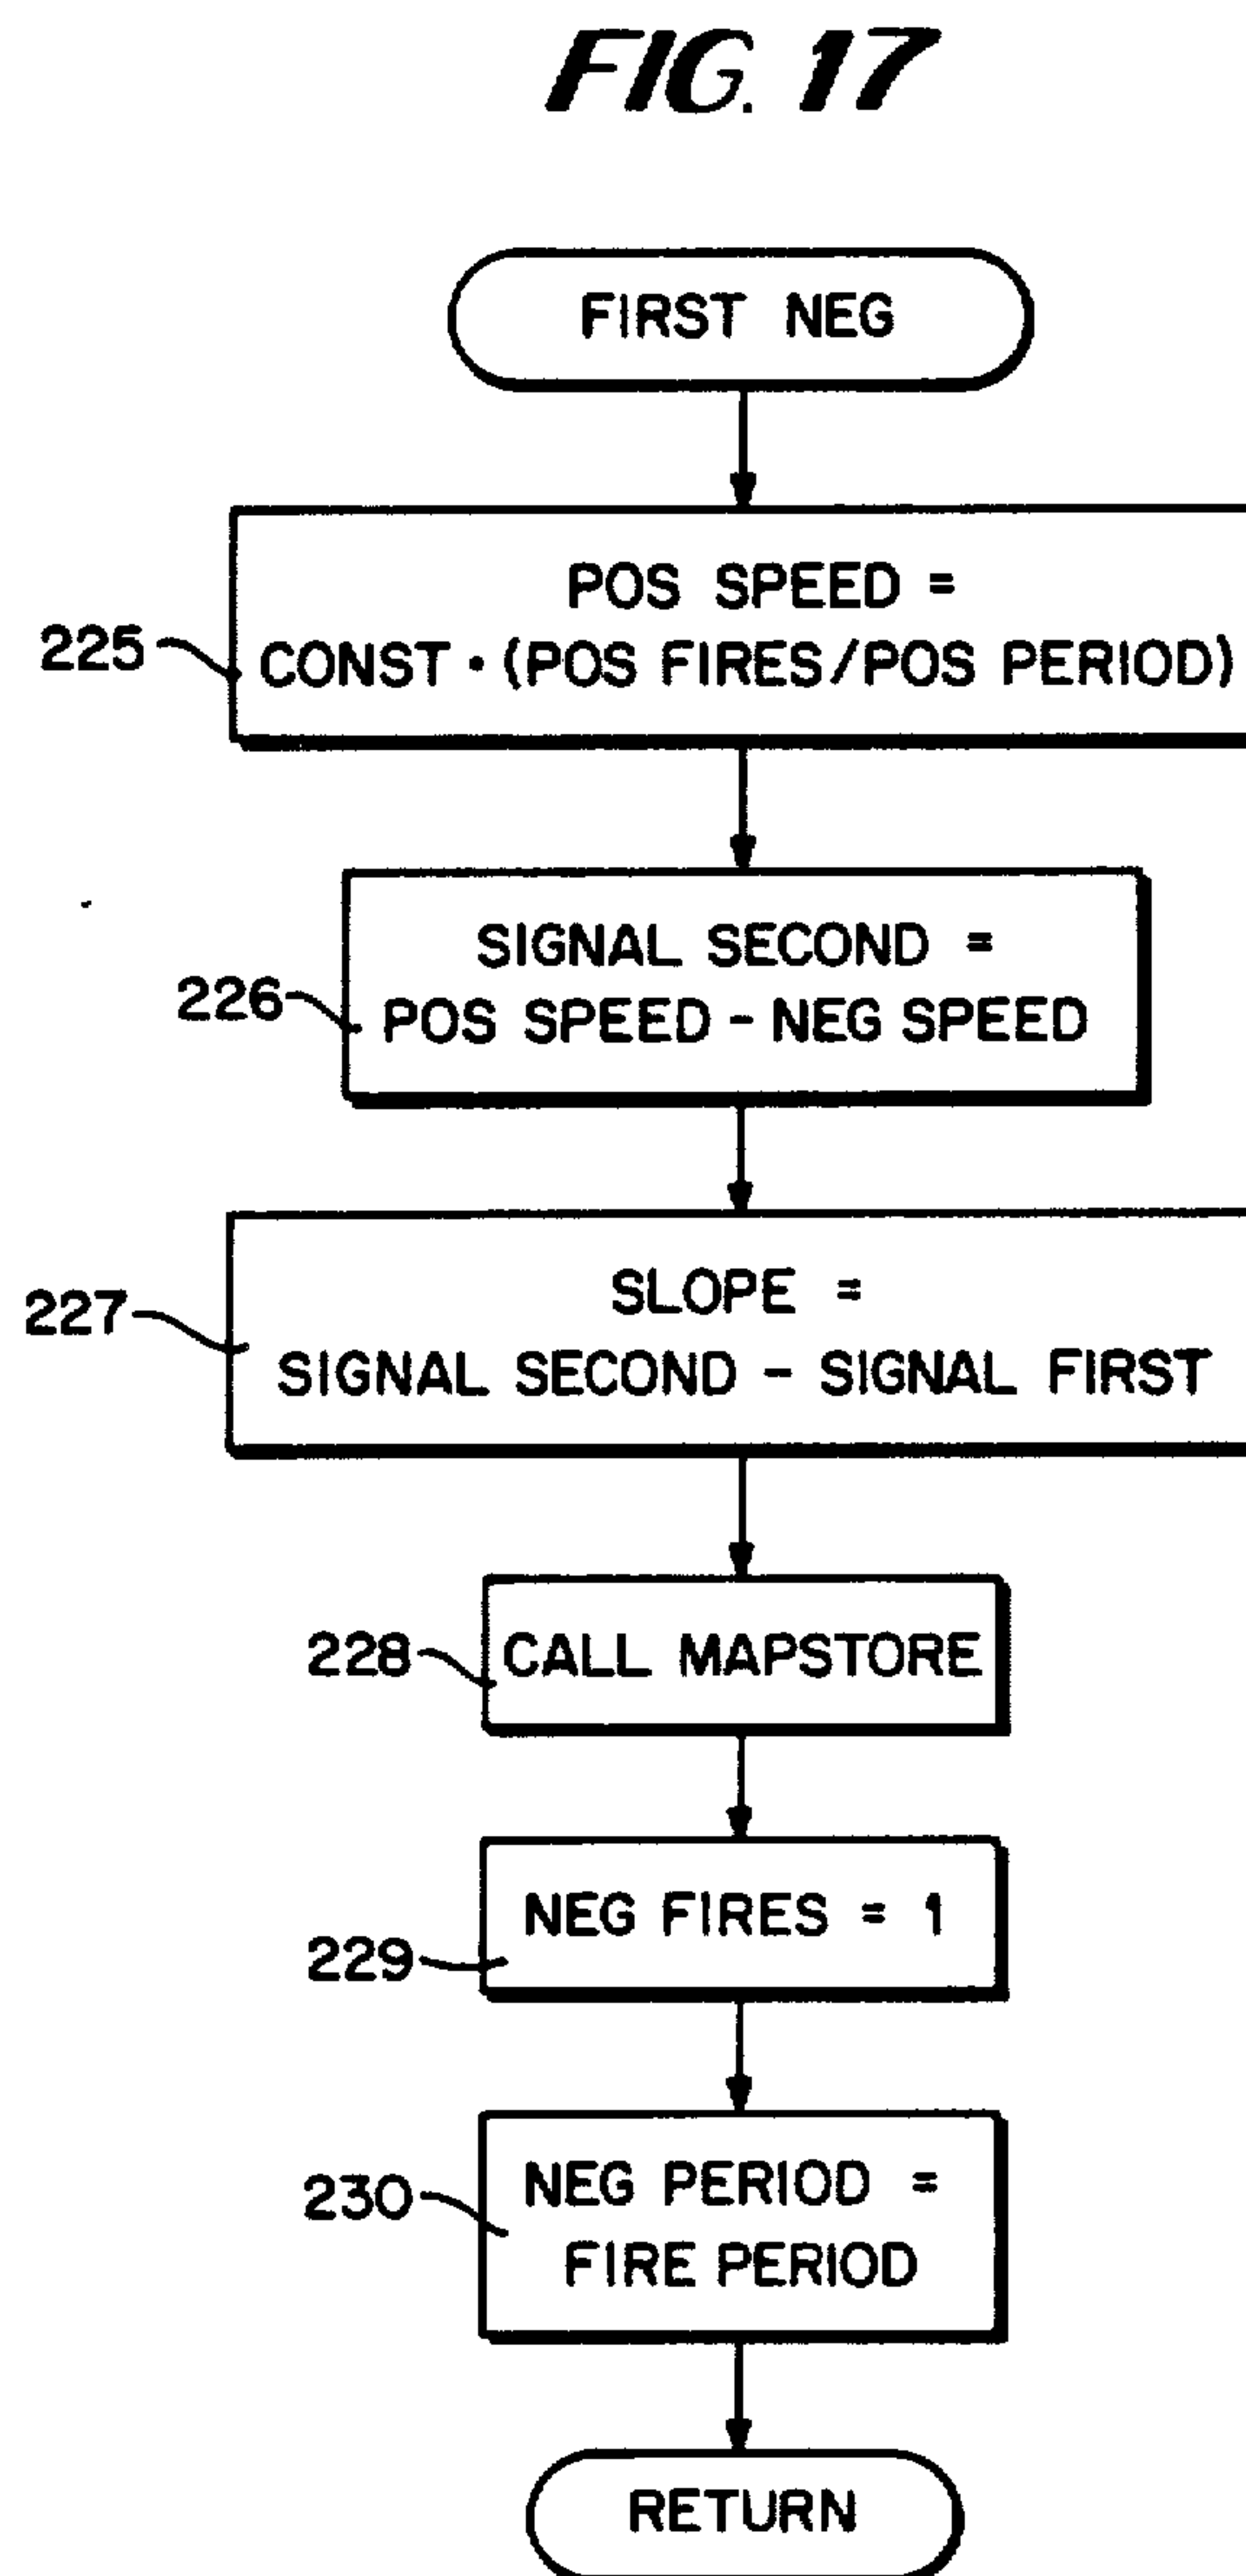 FIG. 17
FIRST NEG
POS SPEED =
225
CONST • (POS FIRES/POS PERIOD)
SIGNAL SECOND =
226
POS SPEED - NEG SPEED
SLOPE =
227
SIGNAL SECOND - SIGNAL FIRST
228
CALL MAPSTORE
NEG FIRES = 1
229
NEG PERIOD =
230
FIRE PERIOD
RETURN